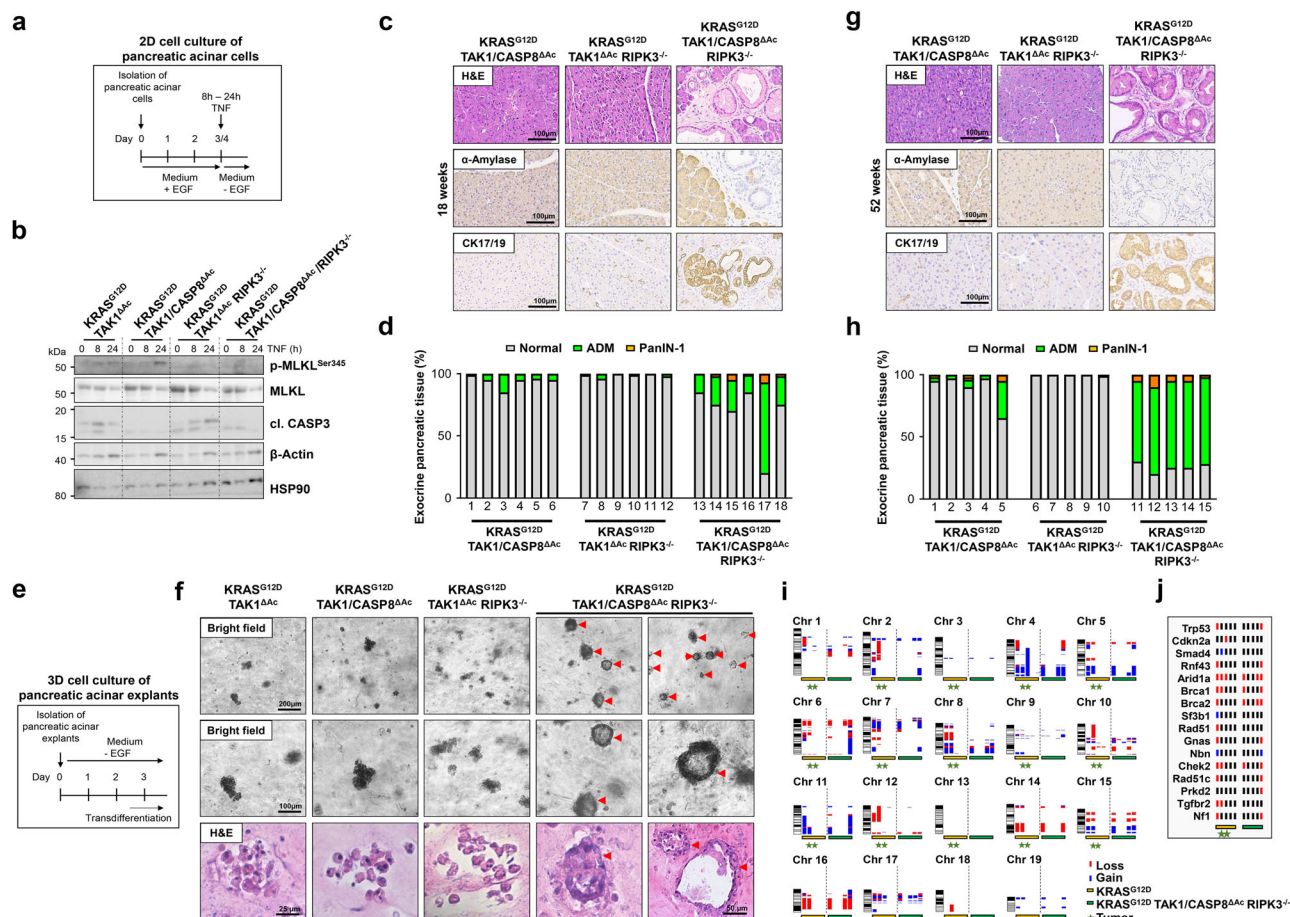 a
2D cell culture of
pancreatic acinar cells
Isolation of
pancreatic acinar
cells
8h – 24h
TNF
Day 0 1 2 3/4
Medium
+ EGF
Medium
- EGF
b
KRASG12D
TAK1ΔAc
KRASG12D
TAK1/CASP8ΔAc
KRASG12D
TAK1ΔAc RIPK3-/-
KRASG12D
TAK1/CASP8ΔAc/RIPK3-/-
kDa
0 8 24 0 8 24 0 8 24 0 8 24 TNF (h)
50
p-MLKLSer345
50
MLKL
20
15
cl. CASP3
40
β-Actin
80
HSP90
c
KRASG12D
TAK1/CASP8ΔAc
KRASG12D
TAK1ΔAc RIPK3-/-
KRASG12D
TAK1/CASP8ΔAc
RIPK3-/-
18 weeks
H&E
100µm
α-Amylase
100µm
CK17/19
100µm
d
Normal ADM PanIN-1
Exocrine pancreatic tissue (%)
100
50
0
1 2 3 4 5 6 7 8 9 10 11 12 13 14 15 16 17 18
KRASG12D
TAK1/CASP8ΔAc
KRASG12D
TAK1ΔAc RIPK3-/-
KRASG12D
TAK1/CASP8ΔAc
RIPK3-/-
e
3D cell culture of
pancreatic acinar explants
Isolation of
pancreatic acinar
explants
Medium
- EGF
Day 0 1 2 3
Transdifferentiation
f
KRASG12D
TAK1ΔAc
KRASG12D
TAK1/CASP8ΔAc
KRASG12D
TAK1ΔAc RIPK3-/-
KRASG12D
TAK1/CASP8ΔAc RIPK3-/-
Bright field
200µm
Bright field
100µm
H&E
25 µm
50 µm
g
KRASG12D
TAK1/CASP8ΔAc
KRASG12D
TAK1ΔAc RIPK3-/-
KRASG12D
TAK1/CASP8ΔAc
RIPK3-/-
52 weeks
H&E
100µm
α-Amylase
100µm
CK17/19
100µm
h
Normal ADM PanIN-1
Exocrine pancreatic tissue (%)
100
50
0
1 2 3 4 5 6 7 8 9 10 11 12 13 14 15
KRASG12D
TAK1/CASP8ΔAc
KRASG12D
TAK1ΔAc RIPK3-/-
KRASG12D
TAK1/CASP8ΔAc
RIPK3-/-
i
Chr 1 Chr 2 Chr 3 Chr 4 Chr 5
Chr 6 Chr 7 Chr 8 Chr 9 Chr 10
Chr 11 Chr 12 Chr 13 Chr 14 Chr 15
Chr 16 Chr 17 Chr 18 Chr 19
Loss
Gain
KRASG12D
KRASG12D TAK1/CASP8ΔAc RIPK3-/-
Tumor
j
Trp53
Cdkn2a
Smad4
Rnf43
Arid1a
Brca1
Brca2
Sf3b1
Rad51
Gnas
Nbn
Chek2
Rad51c
Prkd2
Tgfbr2
Nf1